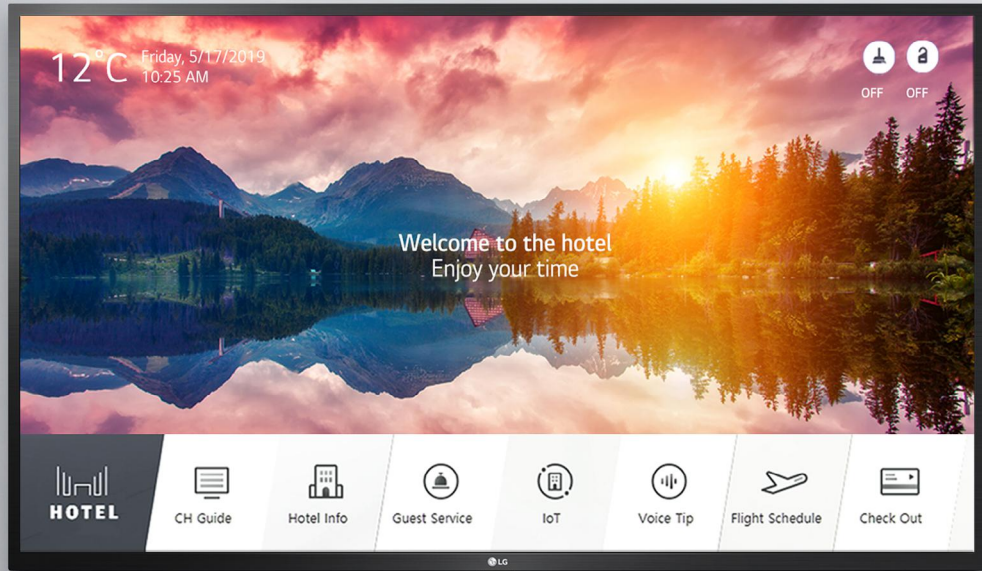 12°C
Friday, 5/17/2019
10:25 AM
OFF
OFF
Welcome to the hotel
Enjoy your time
HOTEL
CH Guide
Hotel Info
Guest Service
IoT
Voice Tip
Flight Schedule
Check Out
LG